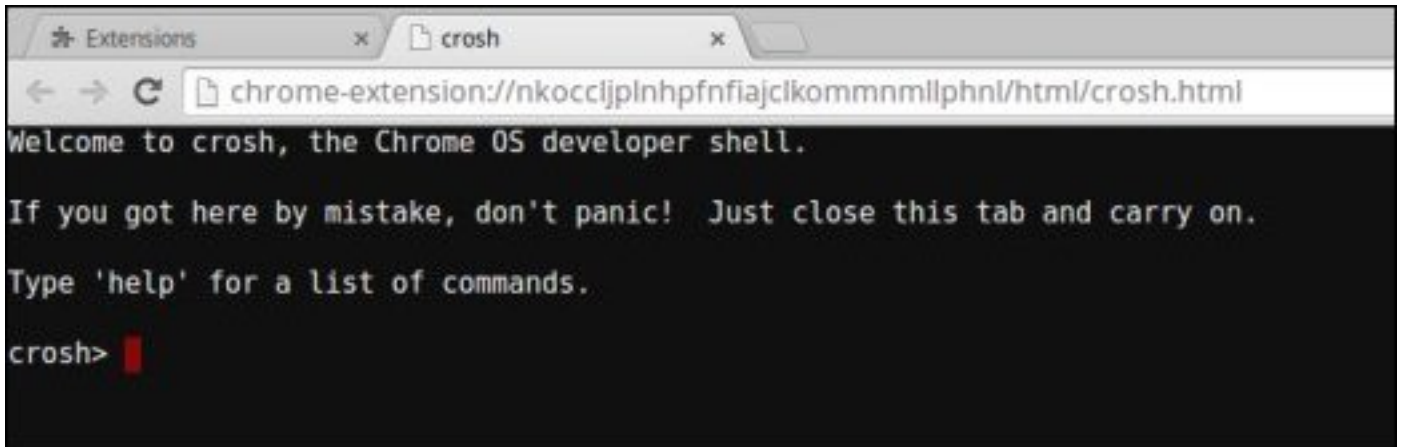 Extensions
crosh
chrome-extension://nkoccljplnhpfnfiajclkommnmllphnl/html/crosh.html
Welcome to crosh, the Chrome OS developer shell.
If you got here by mistake, don't panic!  Just close this tab and carry on.
Type 'help' for a list of commands.
crosh>